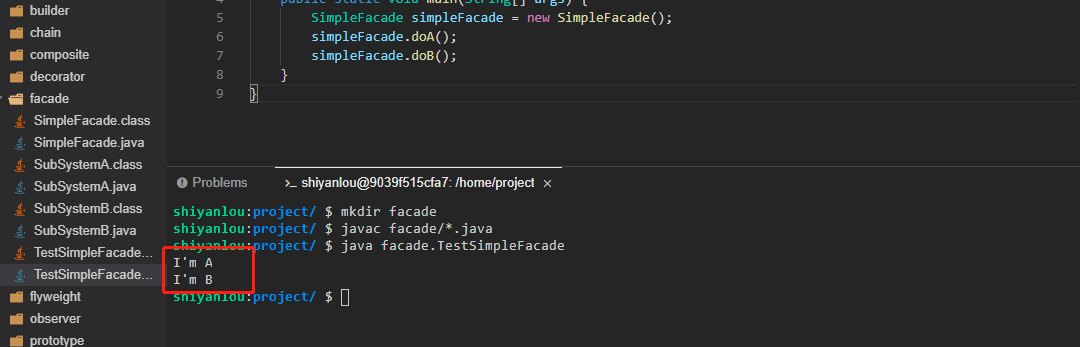 builder
chain
composite
decorator
facade
SimpleFacade.class
SimpleFacade.java
SubSystemA.class
SubSystemA.java
SubSystemB.class
SubSystemB.java
TestSimpleFacade...
TestSimpleFacade...
flyweight
observer
prototype
4 public static void main(String[] args) {
5 SimpleFacade simpleFacade = new SimpleFacade();
6 simpleFacade.doA();
7 simpleFacade.doB();
8 }
9 }
Problems
shiyanlou@9039f515cfa7: /home/project
shiyanlou:project/ $ mkdir facade
shiyanlou:project/ $ javac facade/*.java
shiyanlou:project/ $ java facade.TestSimpleFacade
I'm A
I'm B
shiyanlou:project/ $